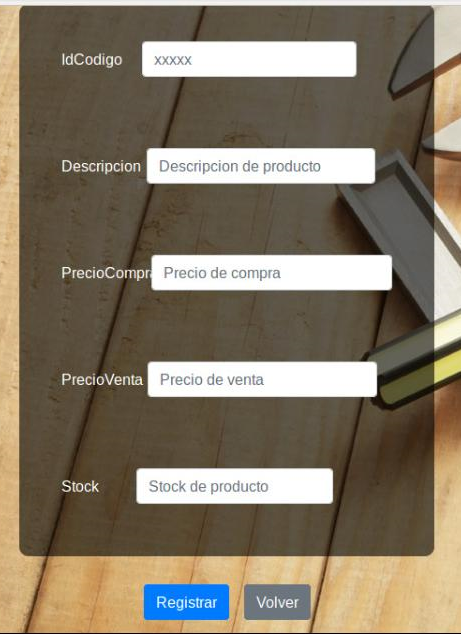 IdCodigo xxxxx
Descripcion Descripcion de producto
PrecioCompra Precio de compra
PrecioVenta Precio de venta
Stock Stock de producto
Registrar Volver